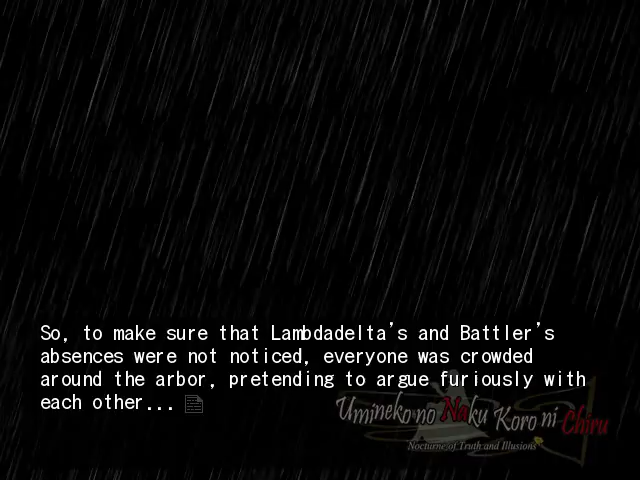 So, to make sure that Lambdadelta's and Battler's
absences were not noticed, everyone was crowded
around the arbor, pretending to argue furiously with
each other...
Umineko no Naku Koro ni Chiru
Nocturne of Truth and Illusions